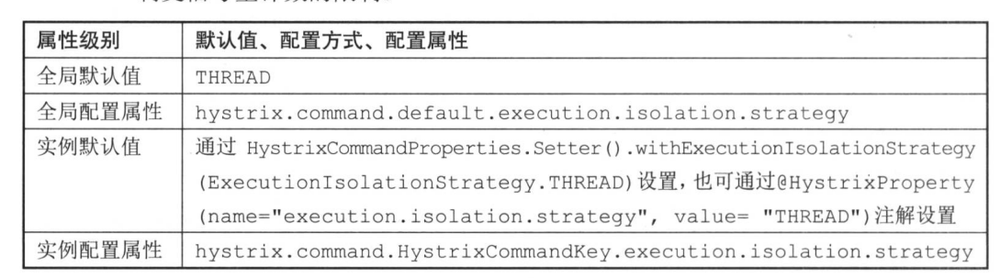 属性级别 默认值、配置方式、配置属性
全局默认值 THREAD
全局配置属性 hystrix.command.default.execution.isolation.strategy
实例默认值 通过 HystrixCommandProperties.Setter().withExecutionIsolationStrategy
(ExecutionIsolationStrategy.THREAD)设置,也可通过@HystrixProperty
(name="execution.isolation.strategy", value= "THREAD")注解设置
实例配置属性 hystrix.command.HystrixCommandKey.execution.isolation.strategy